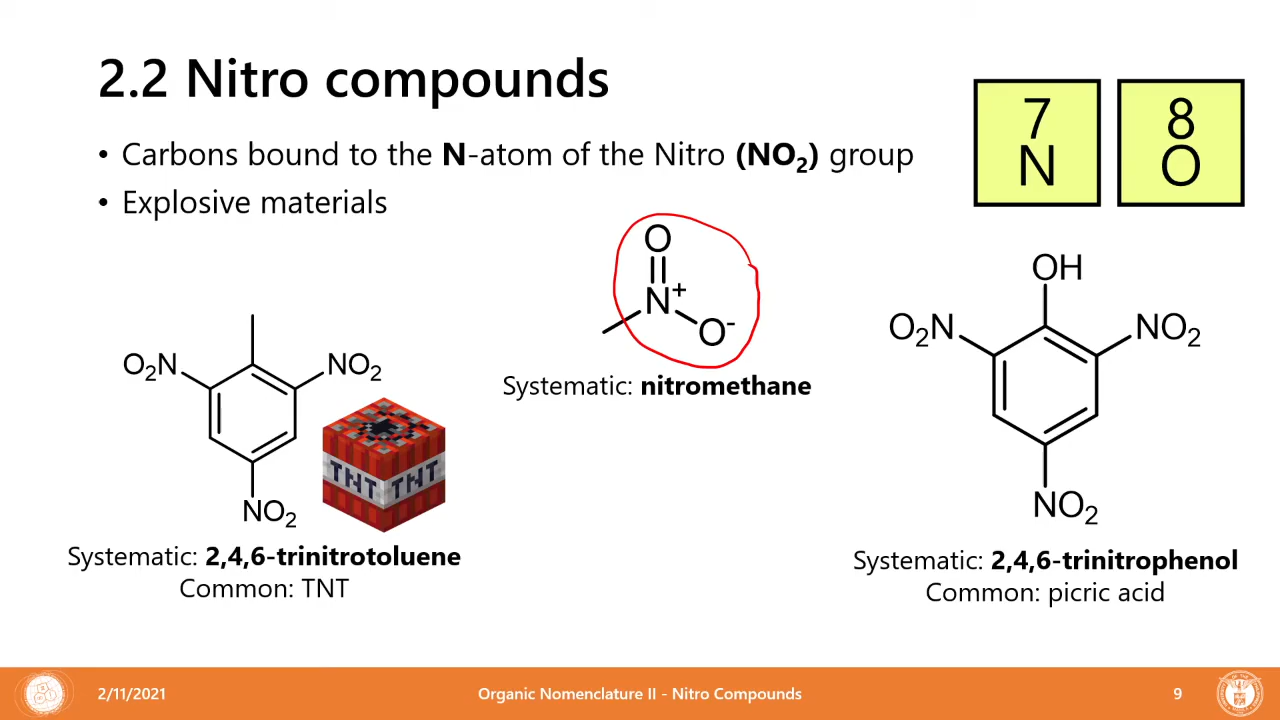 2.2 Nitro compounds
• Carbons bound to the N-atom of the Nitro (NO₂) group
• Explosive materials
7
N
8
O
O₂N
NO₂
NO₂
TNT TNT
Systematic: 2,4,6-trinitrotoluene
Common: TNT
O
N⁺
O⁻
Systematic: nitromethane
OH
O₂N
NO₂
NO₂
Systematic: 2,4,6-trinitrophenol
Common: picric acid
2/11/2021
Organic Nomenclature II - Nitro Compounds
9